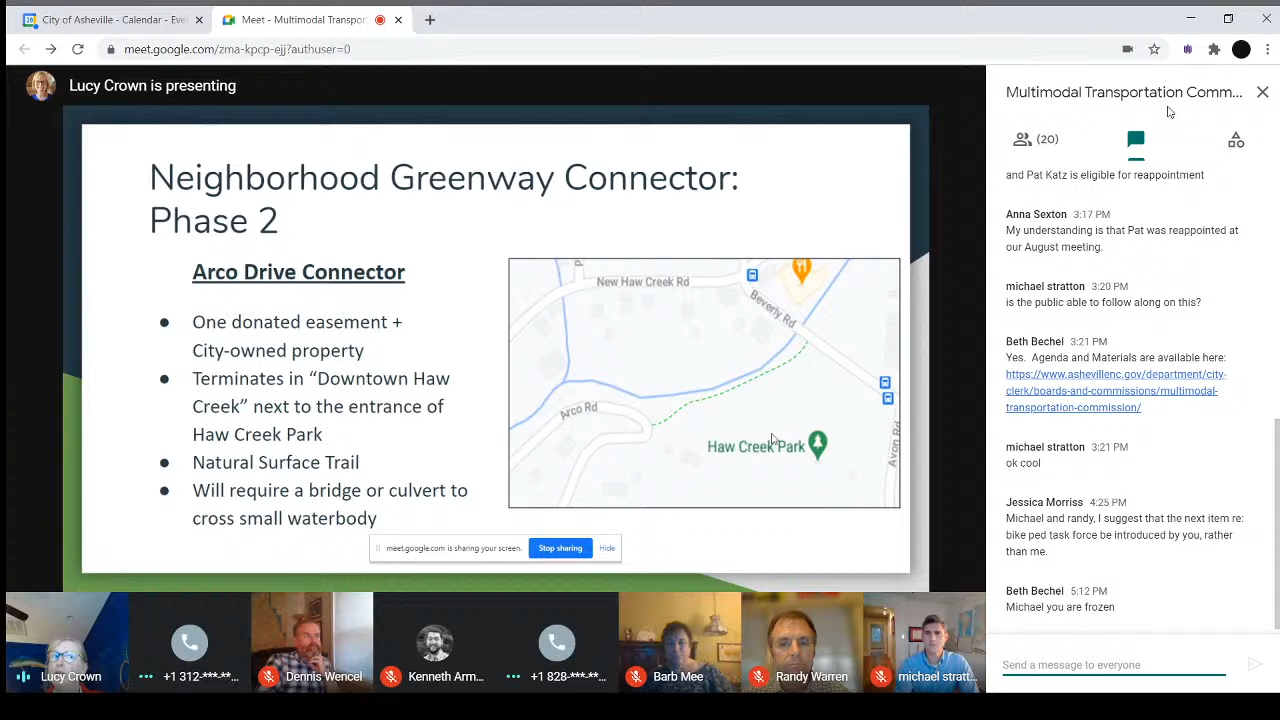 City of Asheville - Calendar - Eve
Meet - Multimodal Transpor
meet.google.com/zma-kpcp-ejj?authuser=0
Lucy Crown is presenting
Neighborhood Greenway Connector:
Phase 2
Arco Drive Connector
● One donated easement +
City-owned property
● Terminates in “Downtown Haw
Creek” next to the entrance of
Haw Creek Park
● Natural Surface Trail
● Will require a bridge or culvert to
cross small waterbody
New Haw Creek Rd
Beverly Rd
Arco Rd
Haw Creek Park
Avon Rd
meet.google.com is sharing your screen.
Stop sharing
Hide
Lucy Crown
+1 312-***-**...
Dennis Wencel
Kenneth Arm...
+1 828-***-**...
Barb Mee
Randy Warren
michael stratt...
Multimodal Transportation Comm...
(20)
and Pat Katz is eligible for reappointment
Anna Sexton 3:17 PM
My understanding is that Pat was reappointed at
our August meeting.
michael stratton 3:20 PM
is the public able to follow along on this?
Beth Bechel 3:21 PM
Yes. Agenda and Materials are available here:
https://www.ashevillenc.gov/department/city-
clerk/boards-and-commissions/multimodal-
transportation-commission/
michael stratton 3:21 PM
ok cool
Jessica Morriss 4:25 PM
Michael and randy, I suggest that the next item re:
bike ped task force be introduced by you, rather
than me.
Beth Bechel 5:12 PM
Michael you are frozen
Send a message to everyone